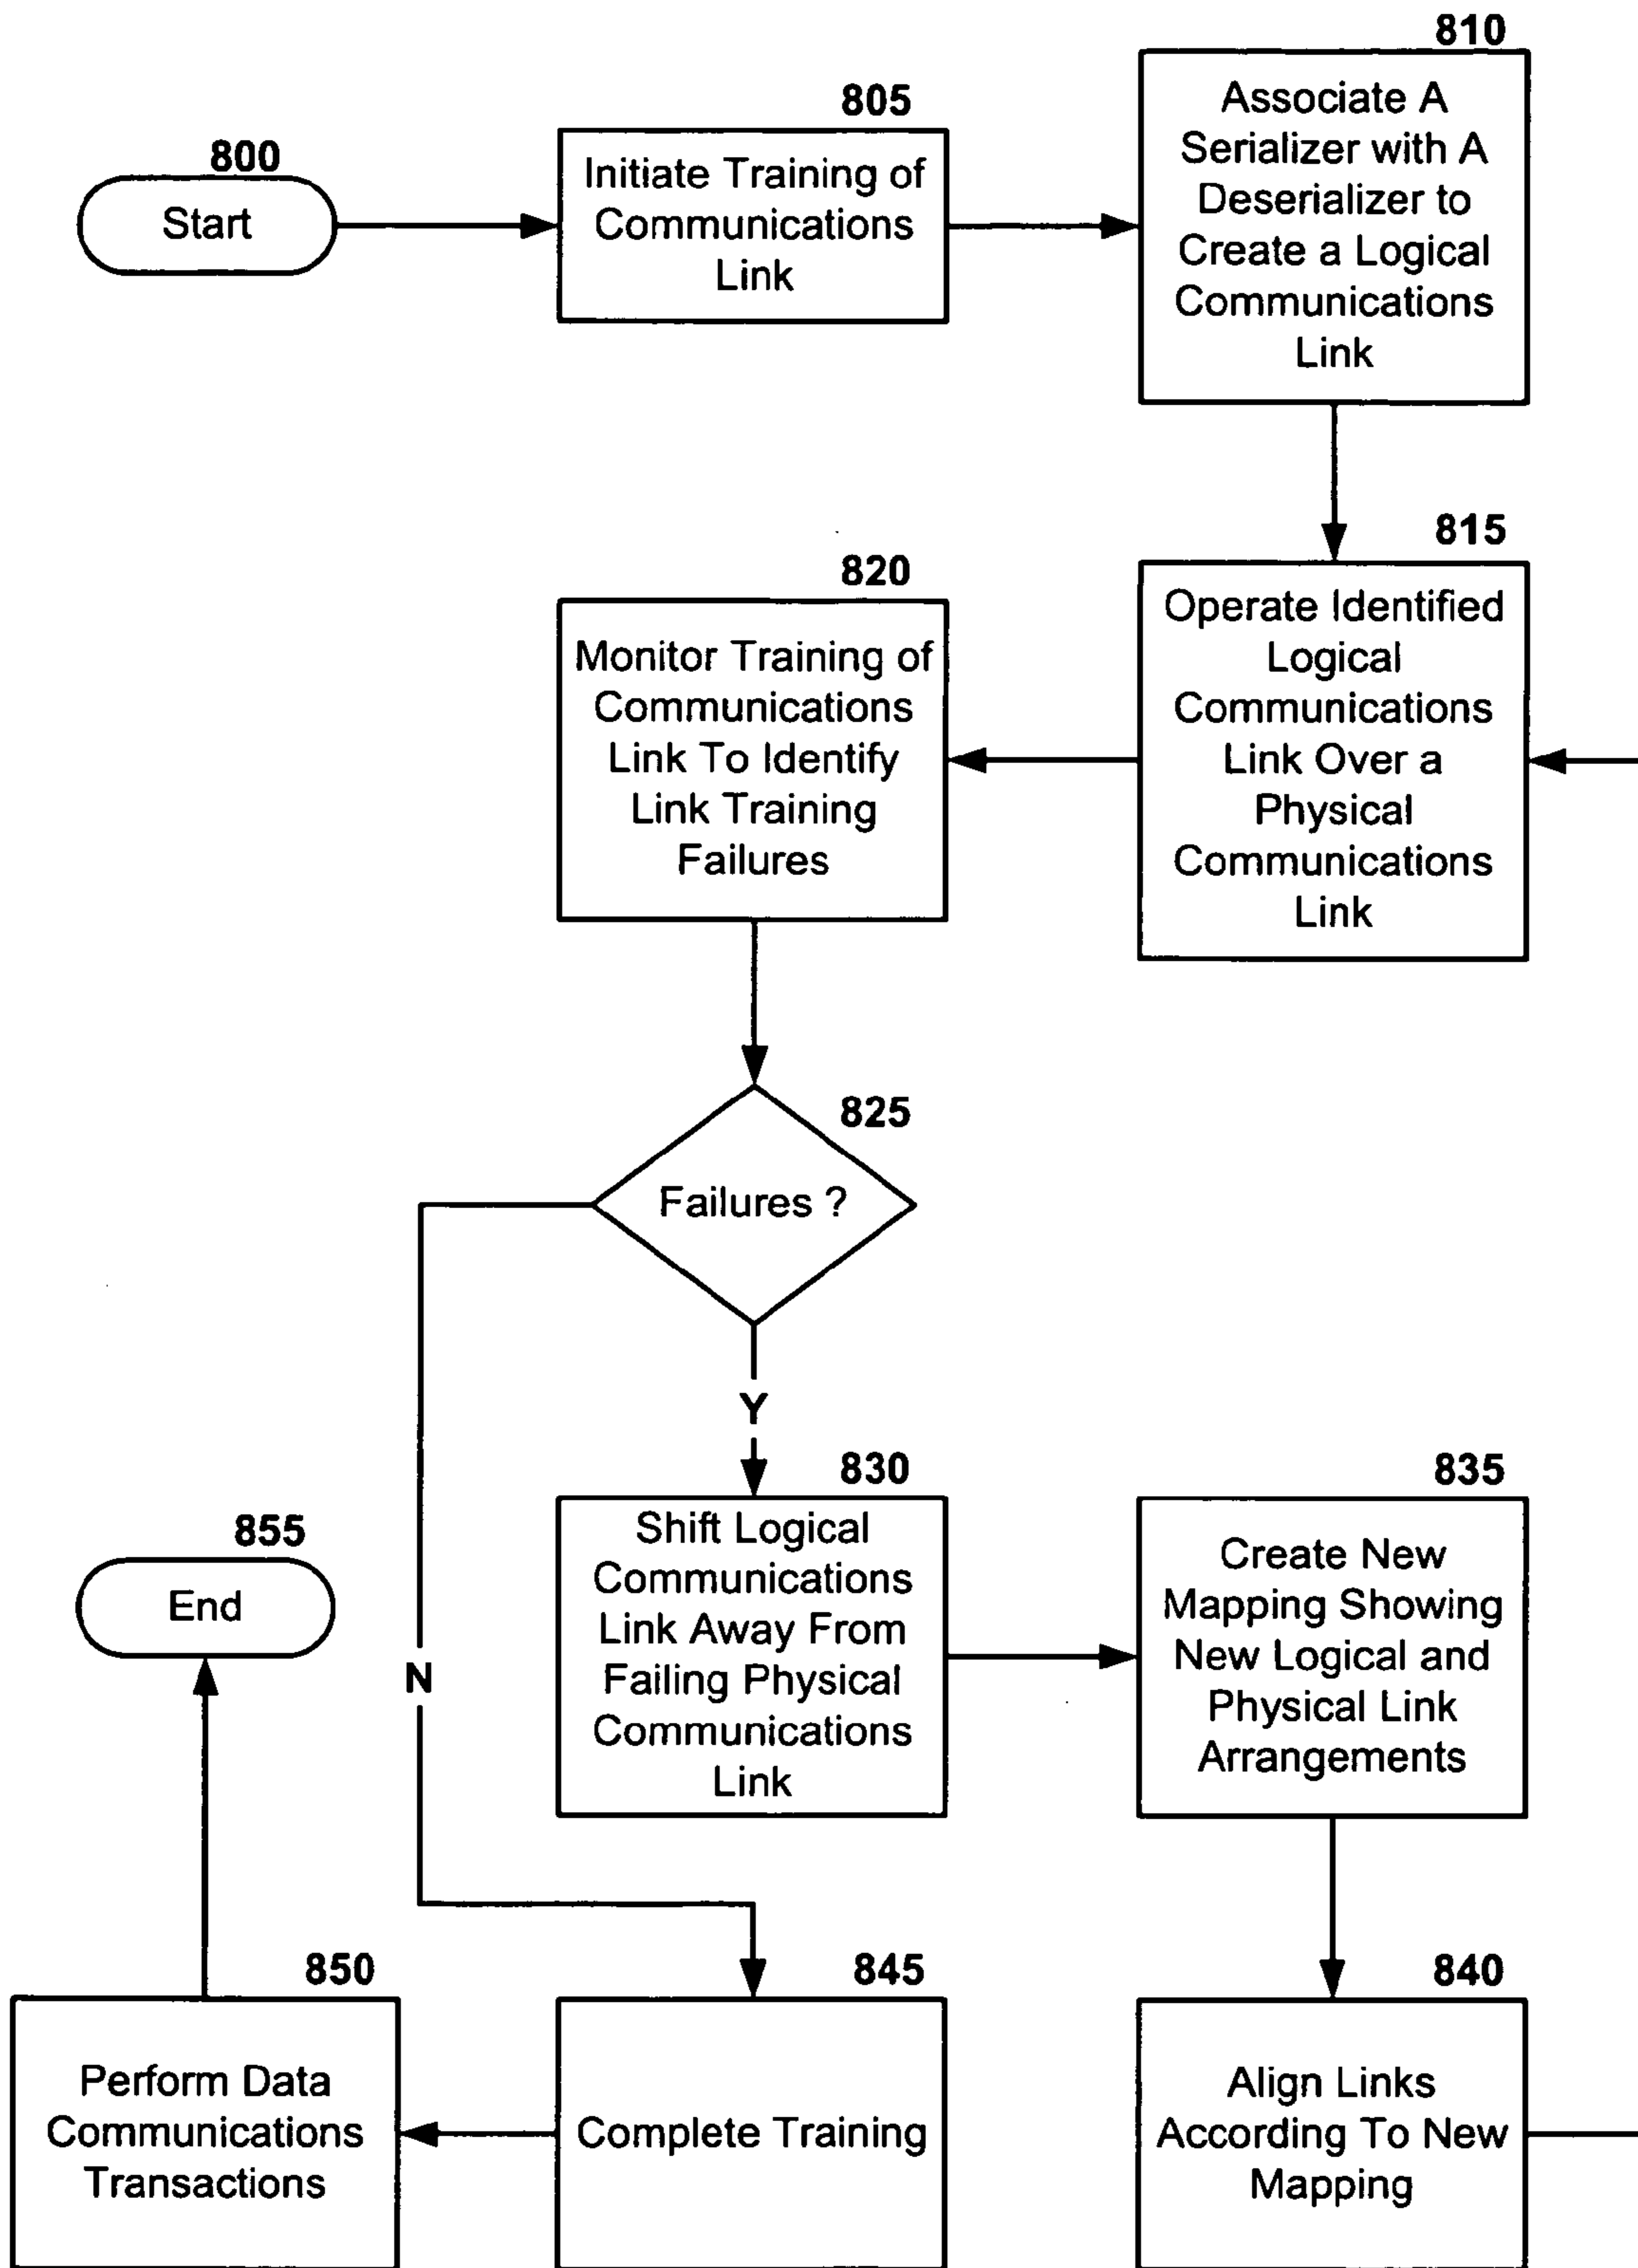 800
Start
805
Initiate Training of
Communications
Link
810
Associate A
Serializer with A
Deserializer to
Create a Logical
Communications
Link
815
Operate Identified
Logical
Communications
Link Over a
Physical
Communications
Link
820
Monitor Training of
Communications
Link To Identify
Link Training
Failures
825
Failures ?
Y
N
830
Shift Logical
Communications
Link Away From
Failing Physical
Communications
Link
835
Create New
Mapping Showing
New Logical and
Physical Link
Arrangements
840
Align Links
According To New
Mapping
845
Complete Training
850
Perform Data
Communications
Transactions
855
End